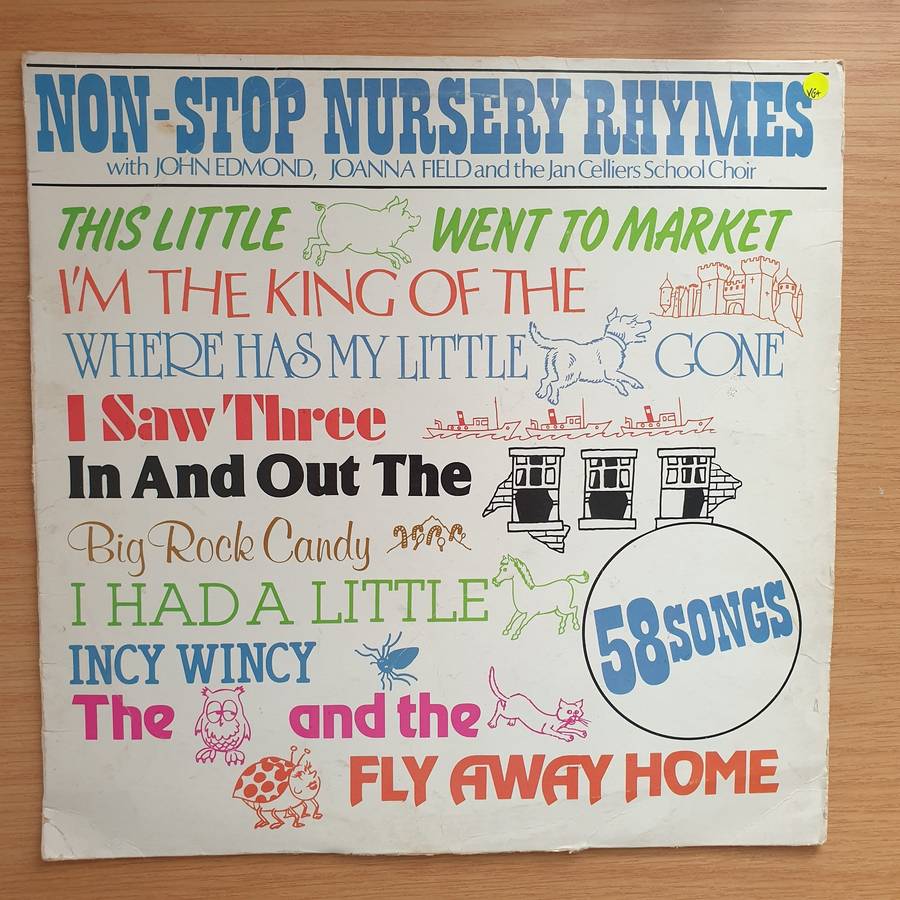 NON-STOP NURSERY RHYMES
VG+
with JOHN EDMOND, JOANNA FIELD and the Jan Celliers School Choir
THIS LITTLE WENT TO MARKET
I'M THE KING OF THE
WHERE HAS MY LITTLE GONE
I Saw Three
In And Out The
Big Rock Candy
I HAD A LITTLE
58 SONGS
INCY WINCY
The and the
FLY AWAY HOME